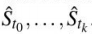 Ŝ_{t_0}, …, Ŝ_{t_k}.